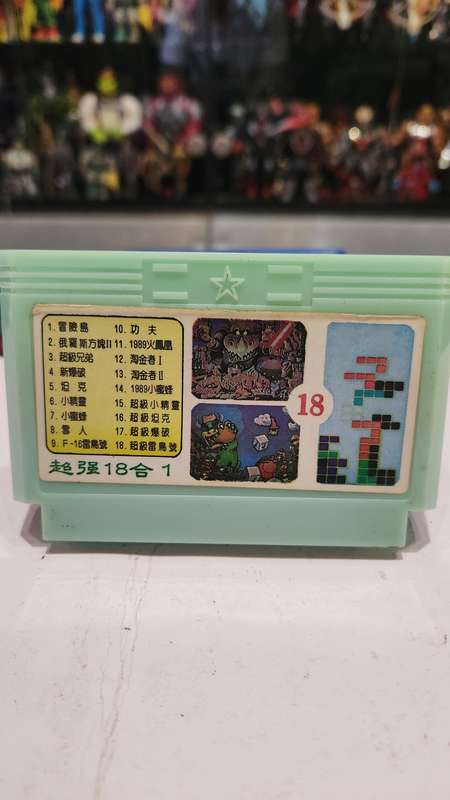 1. 冒險島
2. 俄羅斯方塊II
3. 超級兄弟
4. 新爆破
5. 坦克
6. 小精靈
7. 小蜜蜂
8. 雪人
9. F-16雷鳥號
10. 功夫
11. 1989火鳳凰
12. 淘金者I
13. 淘金者II
14. 1989小蜜蜂
15. 超級小精靈
16. 超級坦克
17. 超級爆破
18. 超級雷鳥號
超强18合1
18